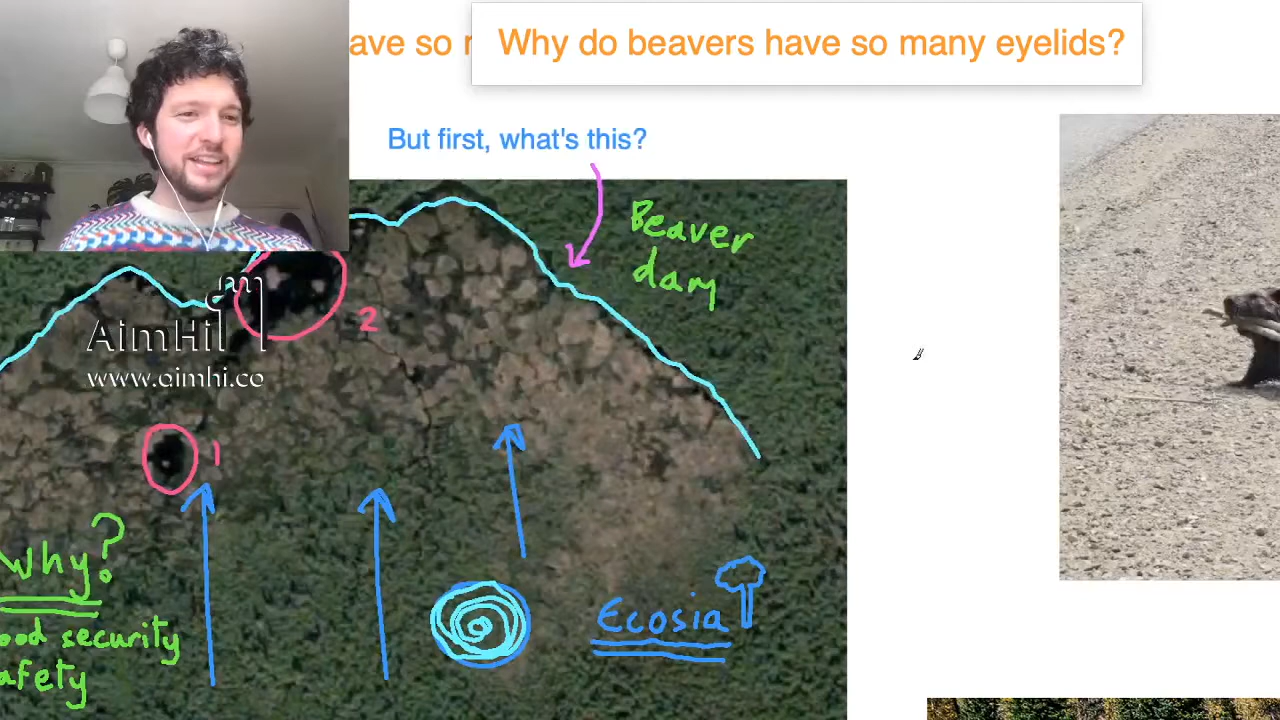 ave so r
Why do beavers have so many eyelids?
But first, what's this?
Beaver
dam
2
AimHi
www.aimhi.co
1
Why?
ood security
afety
Ecosia